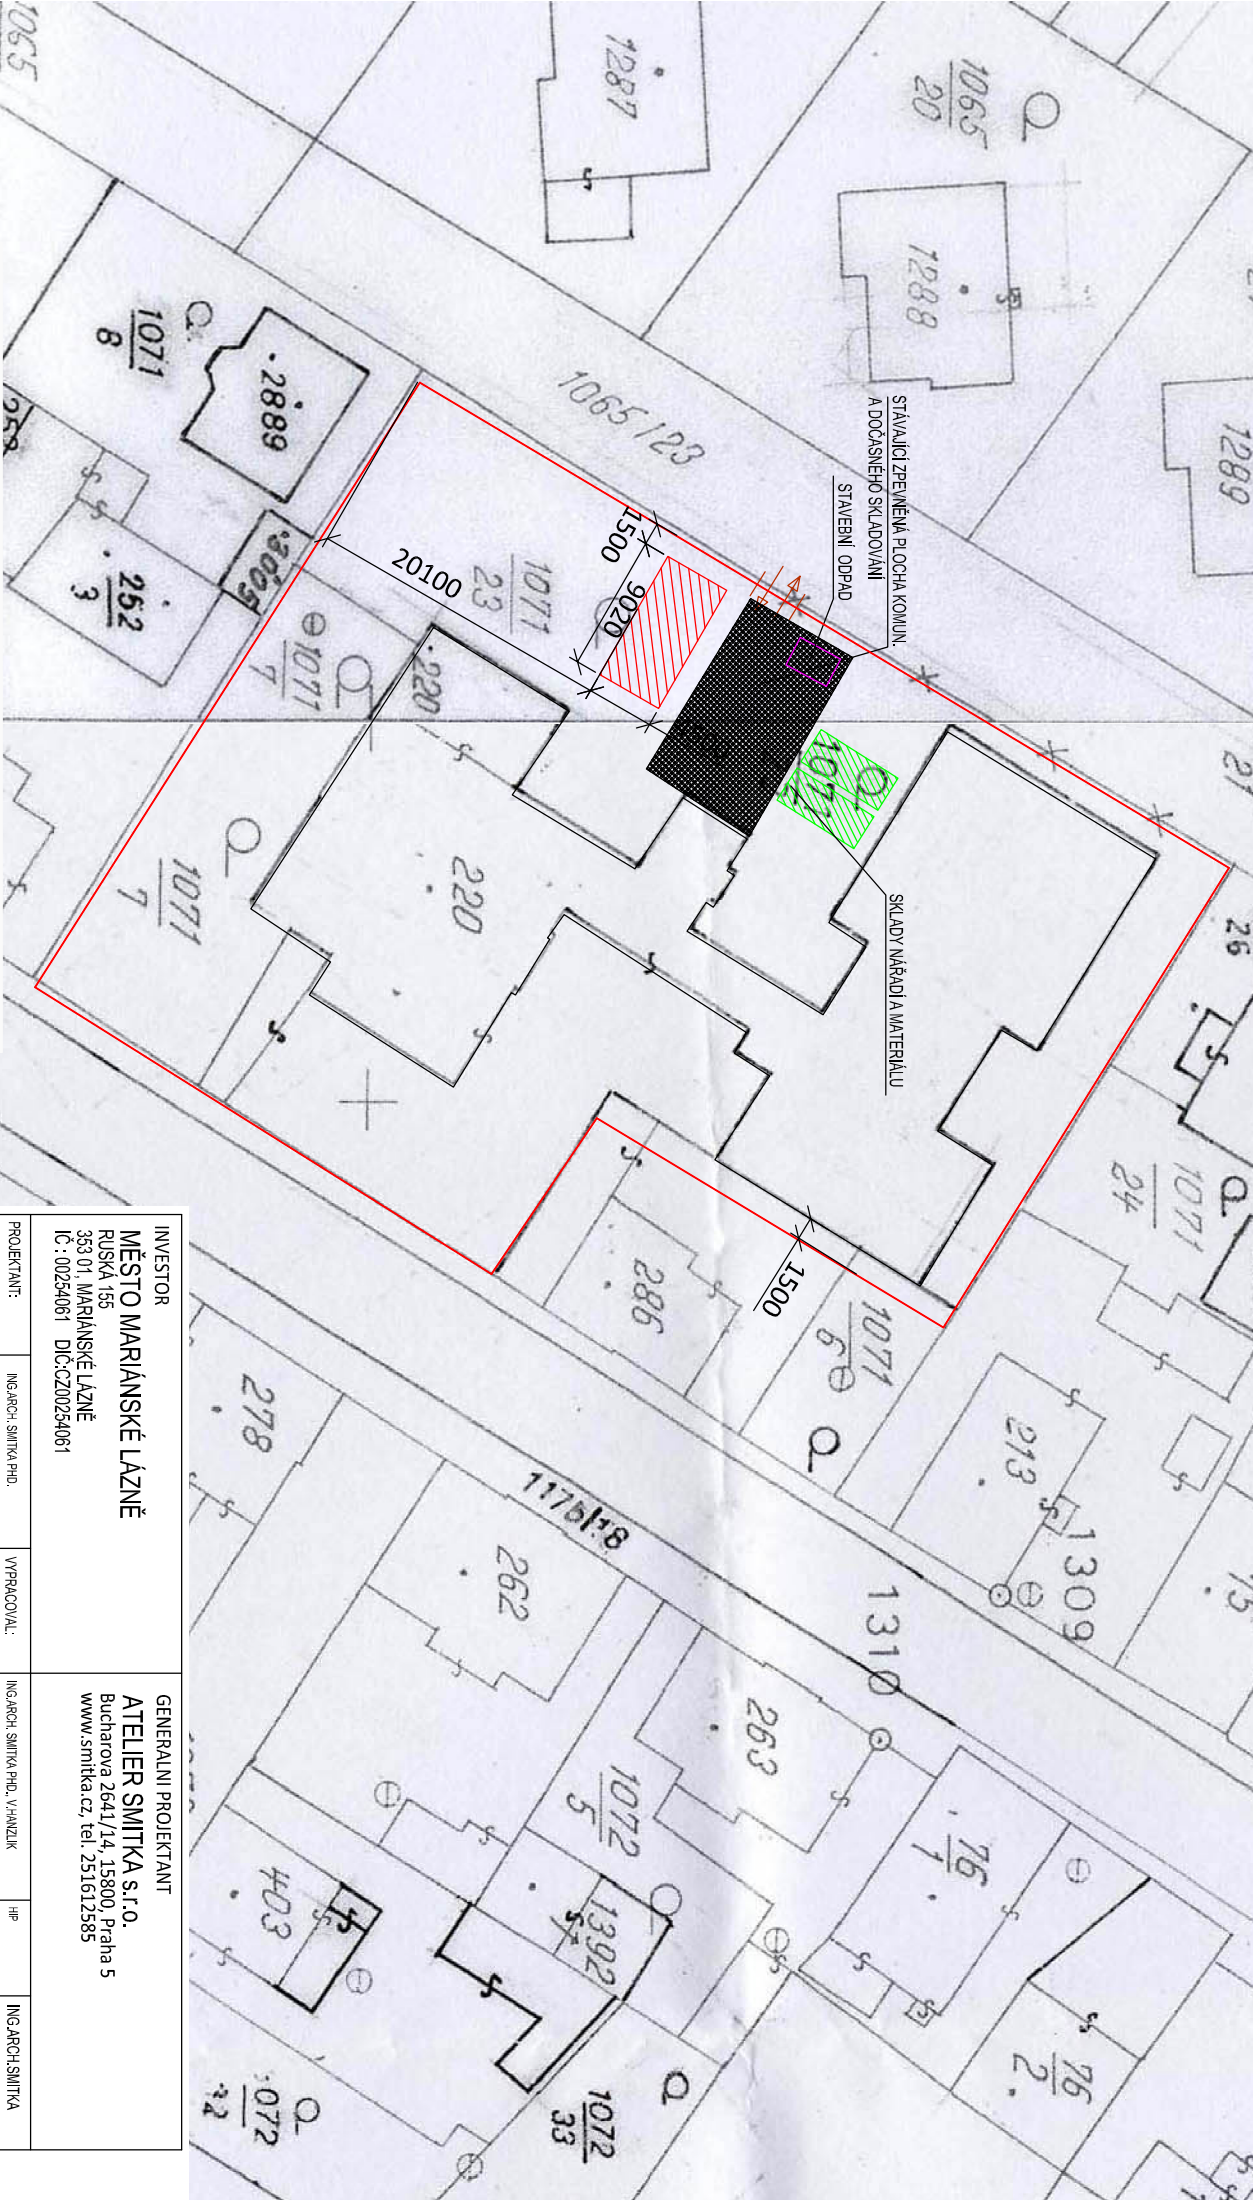 1065
1287
1065
20
1288
1289
1071
8
2889
252
3
3005
1065/23
STÁVAJÍCÍ ZPEVNĚNÁ PLOCHA KOMUN.
A DOČASNÉHO SKLADOVÁNÍ
STAVEBNÍ ODPAD
1500
9020
20100
1071
23
1071
7
220
1071
7
220
SKLADY NÁŘADÍ A MATERIÁLU
26
1071
24
1500
286
1071
6
213
1309
1310
75
278
1175/18
262
263
1072
5
1392
403
76
1
76
2
1072
33
INVESTOR
MĚSTO MARIÁNSKÉ LÁZNĚ
RUSKÁ 155
353 01, MARIÁNSKÉ LÁZNĚ
IČ : 00254061 DIČ:CZ00254061
GENERALNI PROJEKTANT
ATELIER SMITKA s.r.o.
Bucharova 2641/14, 15800, Praha 5
www.smitka.cz, tel. 251612585
PROJEKTANT:
ING.ARCH. SMITKA PHD.
VYPRACOVAL:
ING.ARCH. SMITKA PHD., V.HANZLIK
HIP
ING.ARCH.SMITKA